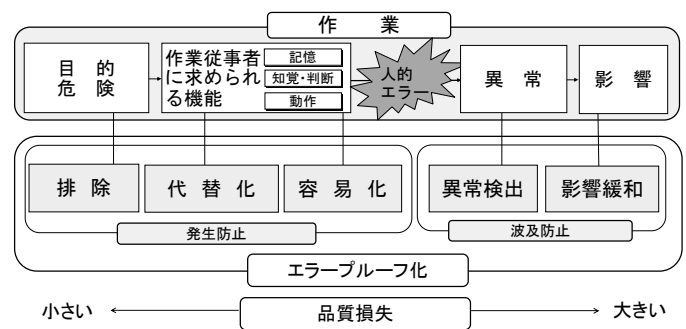 作 業
目 的
危 険
作業従事者
に求められ
る機能
記憶
知覚・判断
動作
人的
エラー
異 常
影 響
排 除
代 替 化
容 易 化
異常検出
影響緩和
発生防止
波及防止
エラープルーフ化
小さい
品質損失
大きい